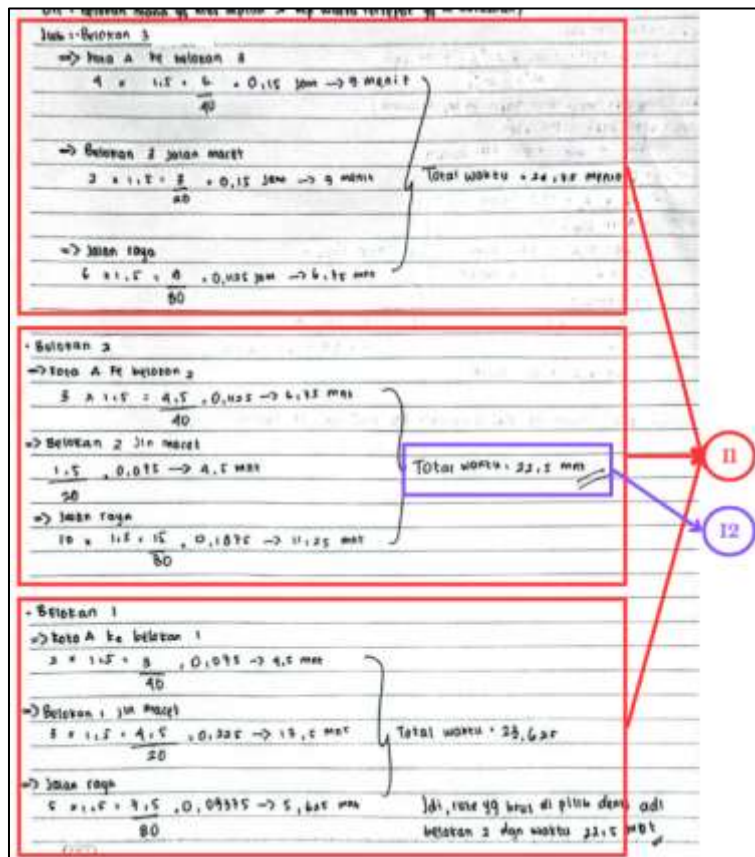 Jwb : - Belokan 3
=> Kota A ke belokan 3
4 × 1,5 = 6/40 = 0,15 jam -> 9 menit
=> Belokan 3 jalan macet
2 × 1,5 = 3/20 = 0,15 jam -> 9 menit
Total waktu = 24,75 menit
=> Jalan raya
6 × 1,5 = 9/80 = 0,1125 jam -> 6,75 mnt
- Belokan 2
=> Kota A ke belokan 2
3 × 1,5 = 4,5/40 = 0,1125 -> 6,75 mnt
=> Belokan 2 jln macet
1,5/20 = 0,075 -> 4,5 mnt
Total waktu = 22,5 mnt
=> Jalan raya
10 × 1,5 = 15/80 = 0,1875 -> 11,25 mnt
- Belokan 1
=> Kota A ke belokan 1
2 × 1,5 = 3/40 = 0,075 -> 4,5 mnt
=> Belokan 1 jln macet
3 × 1,5 = 4,5/20 = 0,225 -> 13,5 mnt
Total waktu = 23,625
=> Jalan raya
5 × 1,5 = 7,5/80 = 0,09375 -> 5,625 mnt
Jdi, rute yg hrus di pilih adi
belokan 2 dgn waktu 22,5 mnt
I1
I2